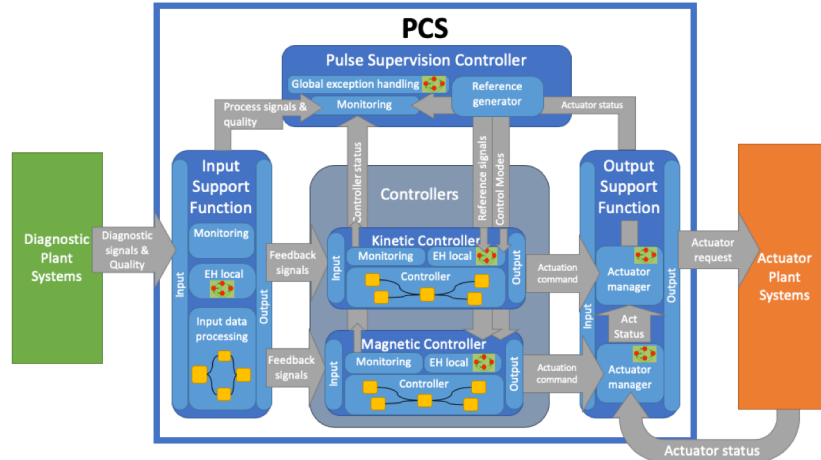 PCS
Pulse Supervision Controller
Global exception handling
Monitoring
Reference
generator
Process signals &
quality
Actuator status
Input
Support
Function
Monitoring
EH local
Input data
processing
Input
Output
Diagnostic
Plant
Systems
Diagnostic
signals &
Quality
Feedback
signals
Feedback
signals
Controllers
Controller status
Reference signals
Control Modes
Kinetic Controller
Input
Monitoring
EH local
Controller
Output
Magnetic Controller
Input
Monitoring
EH local
Controller
Output
Actuation
command
Actuation
command
Output
Support
Function
Input
Actuator
manager
Act
Status
Actuator
manager
Output
Actuator
request
Actuator
Plant
Systems
Actuator status